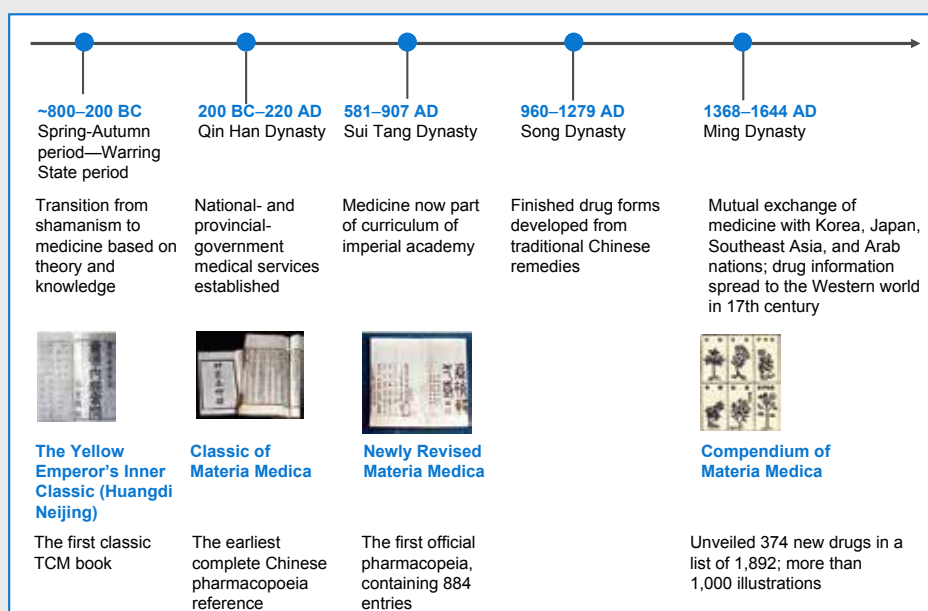 ~800–200 BC
Spring-Autumn
period—Warring
State period
200 BC–220 AD
Qin Han Dynasty
581–907 AD
Sui Tang Dynasty
960–1279 AD
Song Dynasty
1368–1644 AD
Ming Dynasty
Transition from
shamanism to
medicine based on
theory and
knowledge
National- and
provincial-
government
medical services
established
Medicine now part
of curriculum of
imperial academy
Finished drug forms
developed from
traditional Chinese
remedies
Mutual exchange of
medicine with Korea, Japan,
Southeast Asia, and Arab
nations; drug information
spread to the Western world
in 17th century
The Yellow
Emperor's Inner
Classic (Huangdi
Neijing)
Classic of
Materia Medica
Newly Revised
Materia Medica
Compendium of
Materia Medica
The first classic
TCM book
The earliest
complete Chinese
pharmacopoeia
reference
The first official
pharmacopeia,
containing 884
entries
Unveiled 374 new drugs in a
list of 1,892; more than
1,000 illustrations